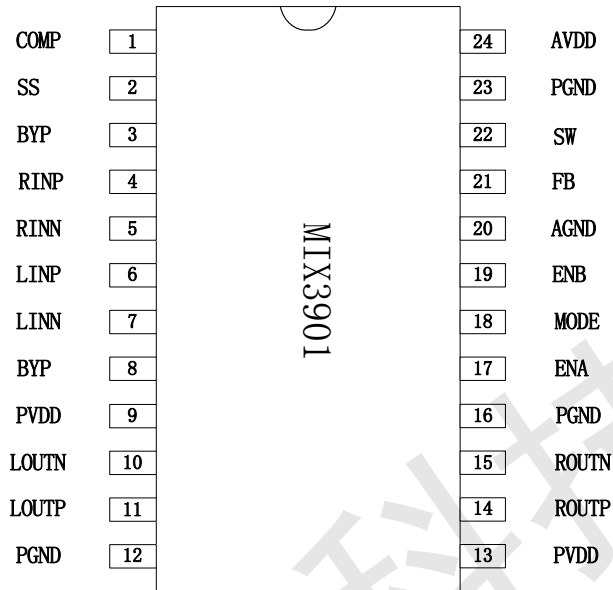 COMP 1 24 AVDD
SS 2 23 PGND
BYP 3 22 SW
RINP 4 21 FB
RINN 5 20 AGND
LINP 6 19 ENB
LINN 7 18 MODE
BYP 8 17 ENA
PVDD 9 16 PGND
LOUTN 10 15 ROUTN
LOUTP 11 14 ROUTP
PGND 12 13 PVDD
MIX3901
科技